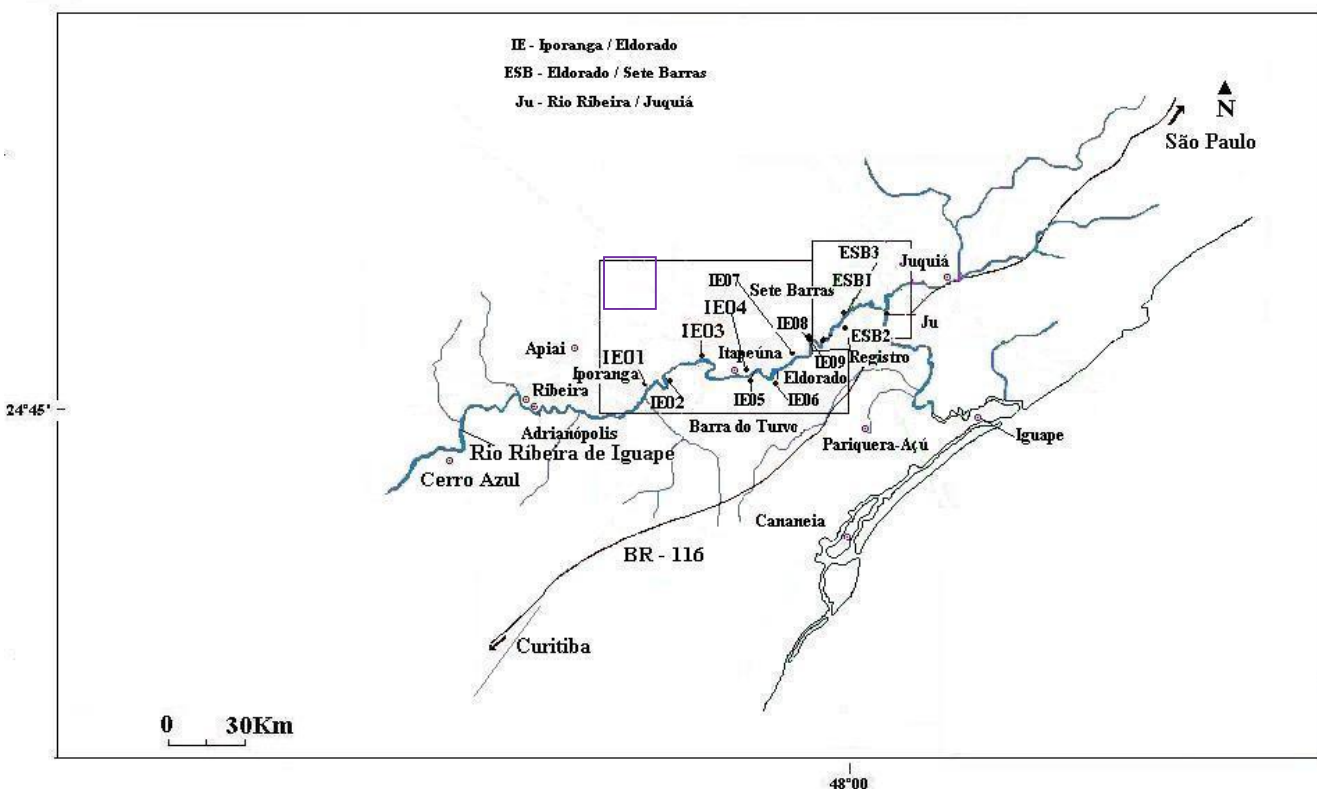 IE - Iporanga / Eldorado
ESB - Eldorado / Sete Barras
Ju - Rio Ribeira / Juquiá
N
São Paulo
ESB3
Juquiá
IE07
Sete Barras
ESB1
IE04
Ju
IE08
IE03
ESB2
Apiai
Itapeúna
IE09
Registro
IE01
Iporanga
Eldorado
Ribeira
IE02
IE05
IE06
24°45'
Adrianópolis
Barra do Turvo
Iguape
Rio Ribeira de Iguape
Pariquera-Açú
Cerro Azul
Cananeia
BR - 116
Curitiba
0 30Km
48°00